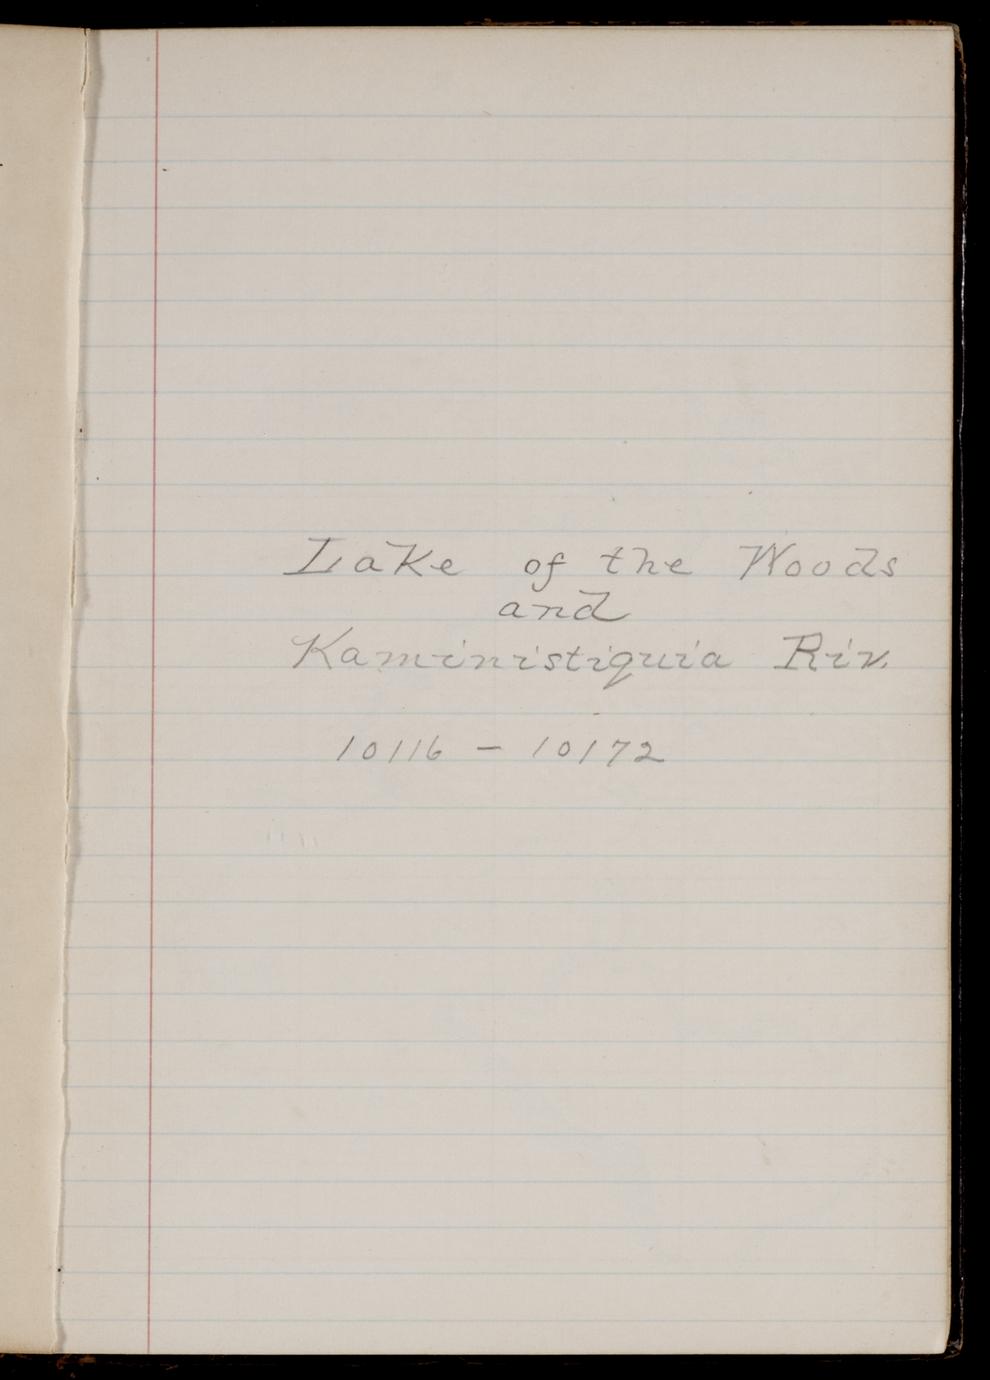 Lake of the Woods
and
Kaministiquia Riv.
10116 - 10172